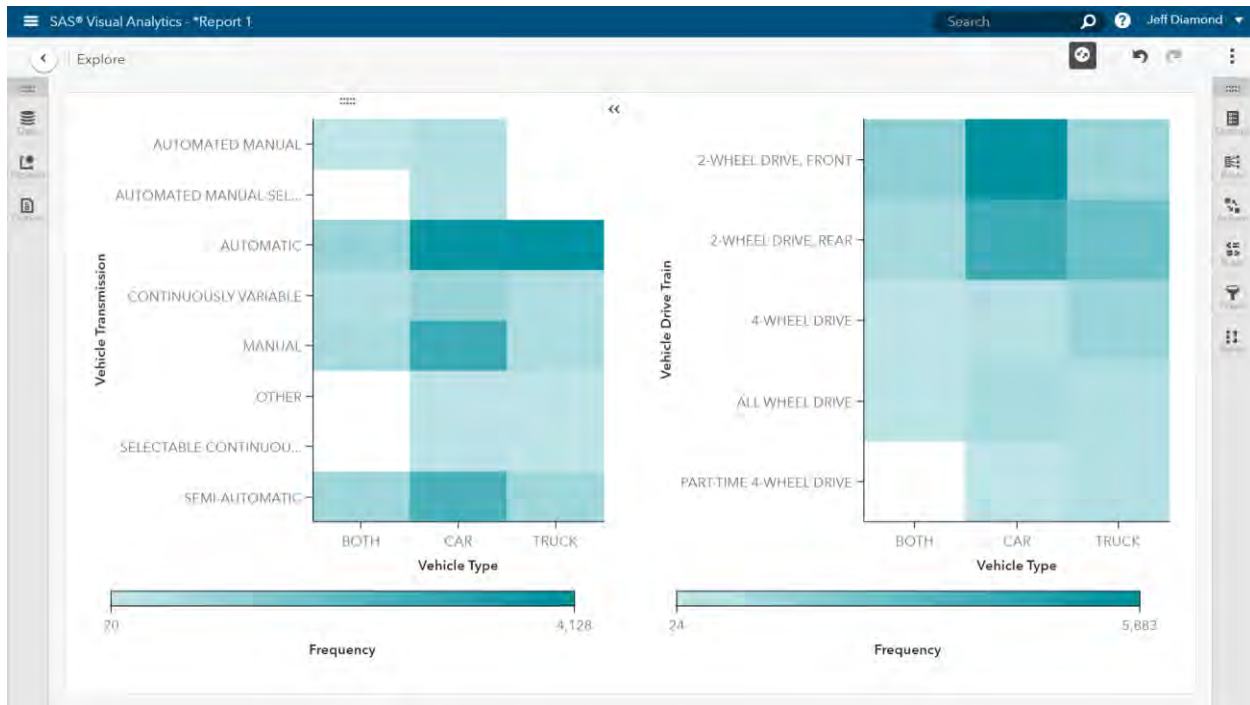 SAS® Visual Analytics - *Report 1
Search
?
Jeff Diamond
Explore
Vehicle Transmission
AUTOMATED MANUAL
AUTOMATED MANUAL-SEL...
AUTOMATIC
CONTINUOUSLY VARIABLE
MANUAL
OTHER
SELECTABLE CONTINUOU...
SEMI-AUTOMATIC
BOTH CAR TRUCK
Vehicle Type
20 4,128
Frequency
Vehicle Drive Train
2-WHEEL DRIVE, FRONT
2-WHEEL DRIVE, REAR
4-WHEEL DRIVE
ALL WHEEL DRIVE
PART-TIME 4-WHEEL DRIVE
BOTH CAR TRUCK
Vehicle Type
24 5,883
Frequency